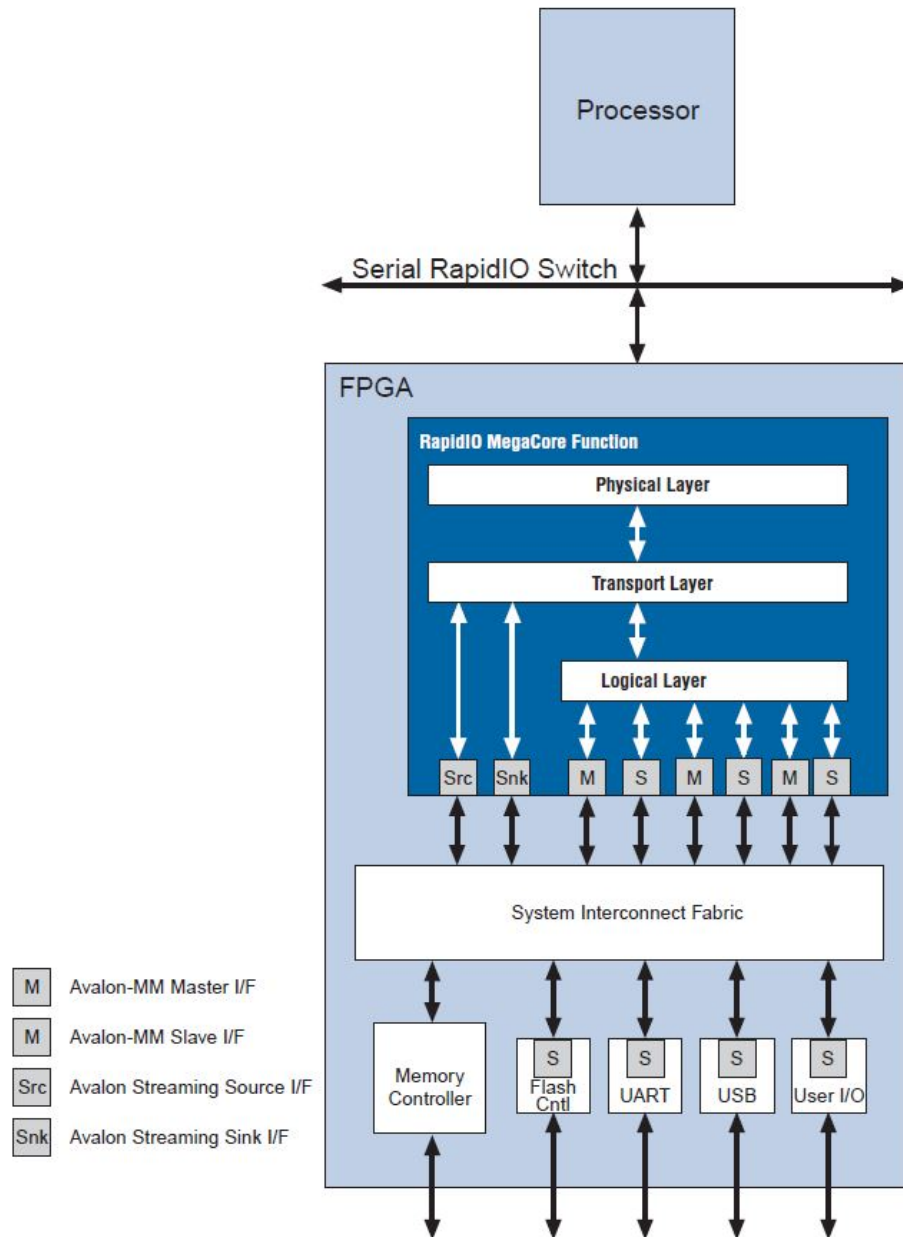 Processor
Serial RapidIO Switch
FPGA
RapidIO MegaCore Function
Physical Layer
Transport Layer
Logical Layer
Src Snk M S M S M S
System Interconnect Fabric
M Avalon-MM Master I/F
M Avalon-MM Slave I/F
Src Avalon Streaming Source I/F
Snk Avalon Streaming Sink I/F
Memory
Controller
S
Flash
Cntl
S
UART
S
USB
S
User I/O